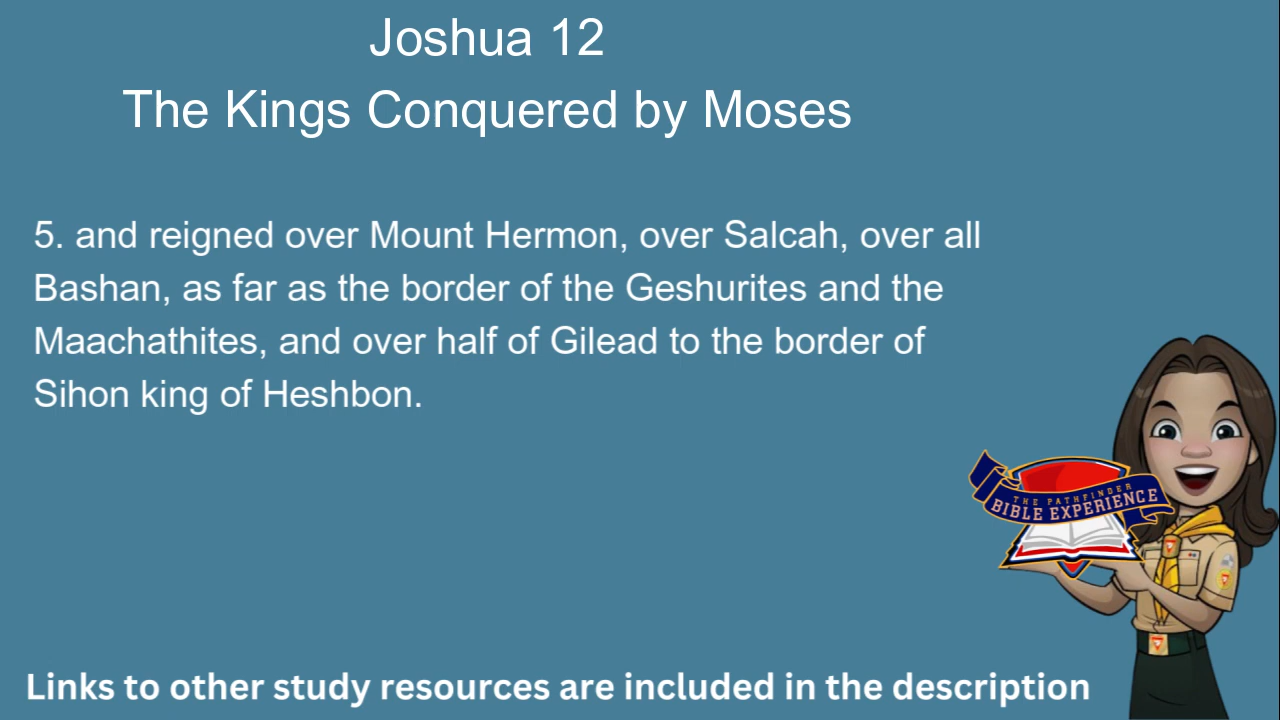 Joshua 12
The Kings Conquered by Moses
5. and reigned over Mount Hermon, over Salcah, over all
Bashan, as far as the border of the Geshurites and the
Maachathites, and over half of Gilead to the border of
Sihon king of Heshbon.
THE PATHFINDER
BIBLE EXPERIENCE
Links to other study resources are included in the description